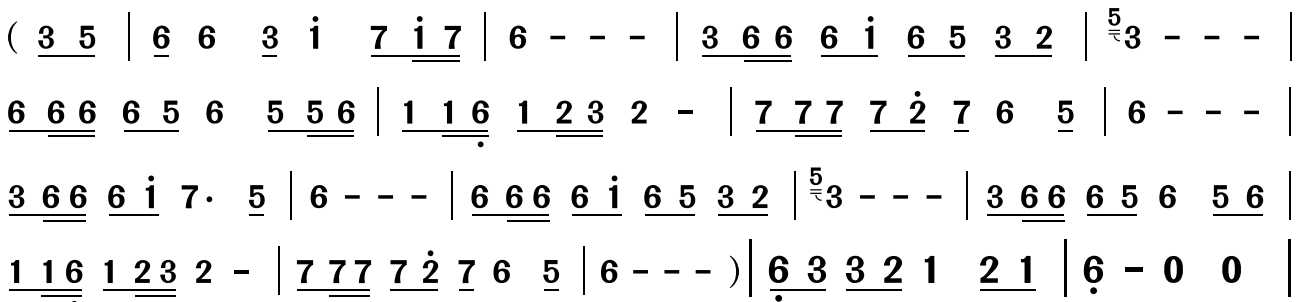 ( 3 5 | 6 6 3 i̇ 7 i̇ 7 | 6 - - - | 3 6 6 6 i̇ 6 5 3 2 | 5 3 - - - |
6 6 6 6 5 6 5 5 6 | 1 1 6̣ 1 2 3 2 - | 7 7 7 7 2̇ 7 6 5 | 6 - - - |
3 6 6 6 i̇ 7· 5 | 6 - - - | 3 6 6 6 i̇ 6 5 3 2 | 5 3 - - - | 3 6 6 6 5 6 5 6 |
1 1 6̣ 1 2 3 2 - | 7 7 7 7 2̇ 7 6 5 | 6 - - - ) | 6̣ 3 3 2 1 2 1 | 6̣ - 0 0 |